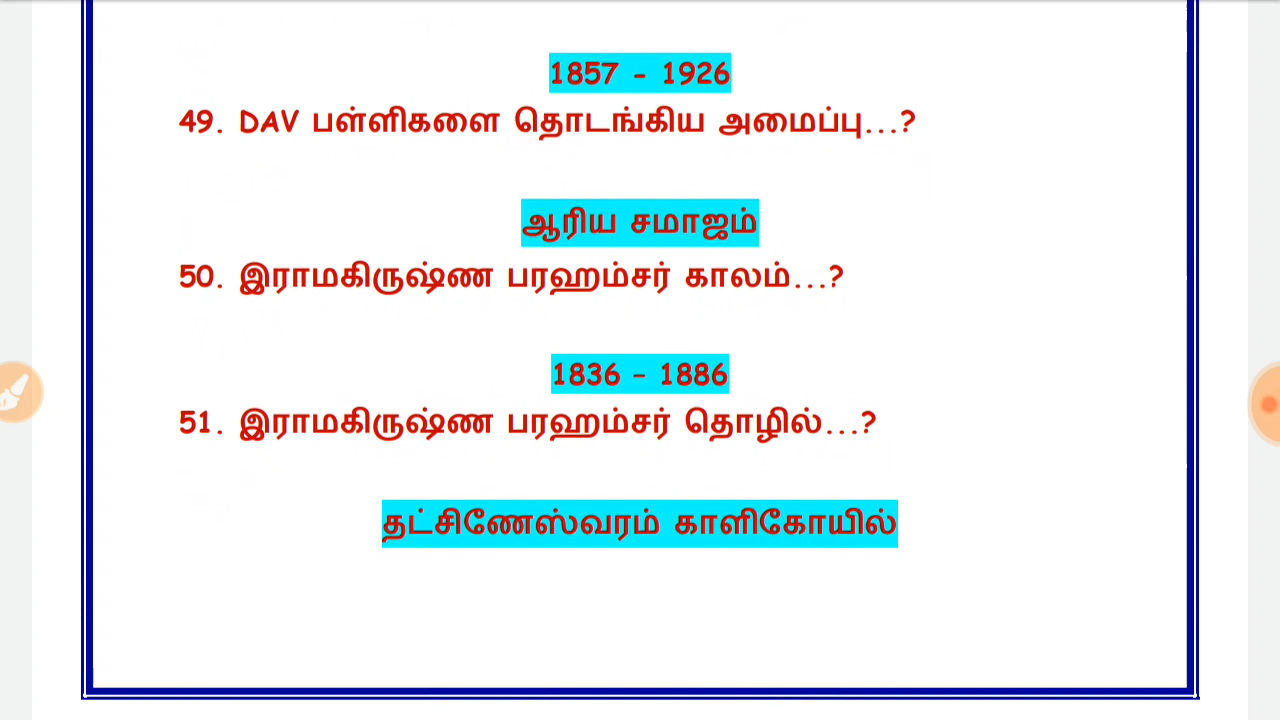 1857 - 1926
49. DAV பள்ளிகளை தொடங்கிய அமைப்பு...?
ஆரிய சமாஜம்
50. இராமகிருஷ்ண பரஹம்சர் காலம்...?
1836 – 1886
51. இராமகிருஷ்ண பரஹம்சர் தொழில்...?
தட்சிணேஸ்வரம் காளிகோயில்